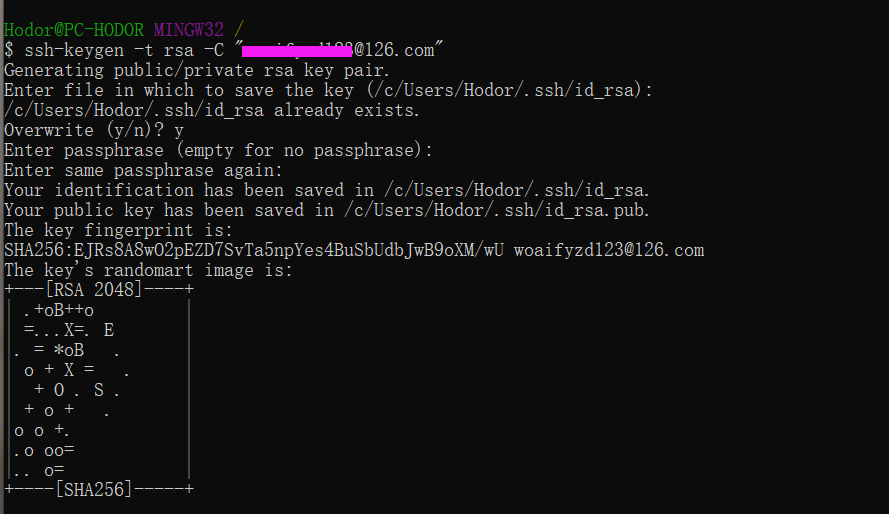 Hodor@PC-HODOR MINGW32 /
$ ssh-keygen -t rsa -C "@126.com"
Generating public/private rsa key pair.
Enter file in which to save the key (/c/Users/Hodor/.ssh/id_rsa):
/c/Users/Hodor/.ssh/id_rsa already exists.
Overwrite (y/n)? y
Enter passphrase (empty for no passphrase):
Enter same passphrase again:
Your identification has been saved in /c/Users/Hodor/.ssh/id_rsa.
Your public key has been saved in /c/Users/Hodor/.ssh/id_rsa.pub.
The key fingerprint is:
SHA256:EJRs8A8wO2pEZD7SvTa5npYes4BuSbUdbJwB9oXM/wU woaifyzd123@126.com
The key's randomart image is:
+---[RSA 2048]----+
| .+oB++o         |
| =...X=. E       |
|. = *oB   .      |
| o + X =   .     |
|  + O . S .      |
| + o +   .       |
|o o +.           |
|.o oo=           |
|.. o=            |
+----[SHA256]-----+